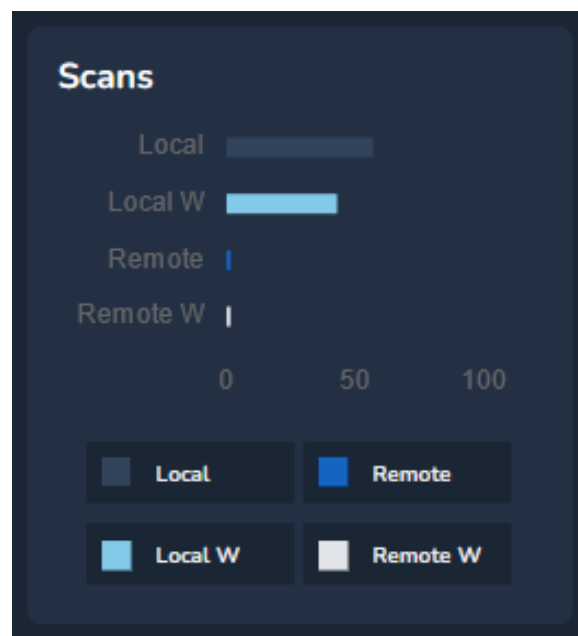 Scans
Local
Local W
Remote
Remote W
0 50 100
Local Remote
Local W Remote W